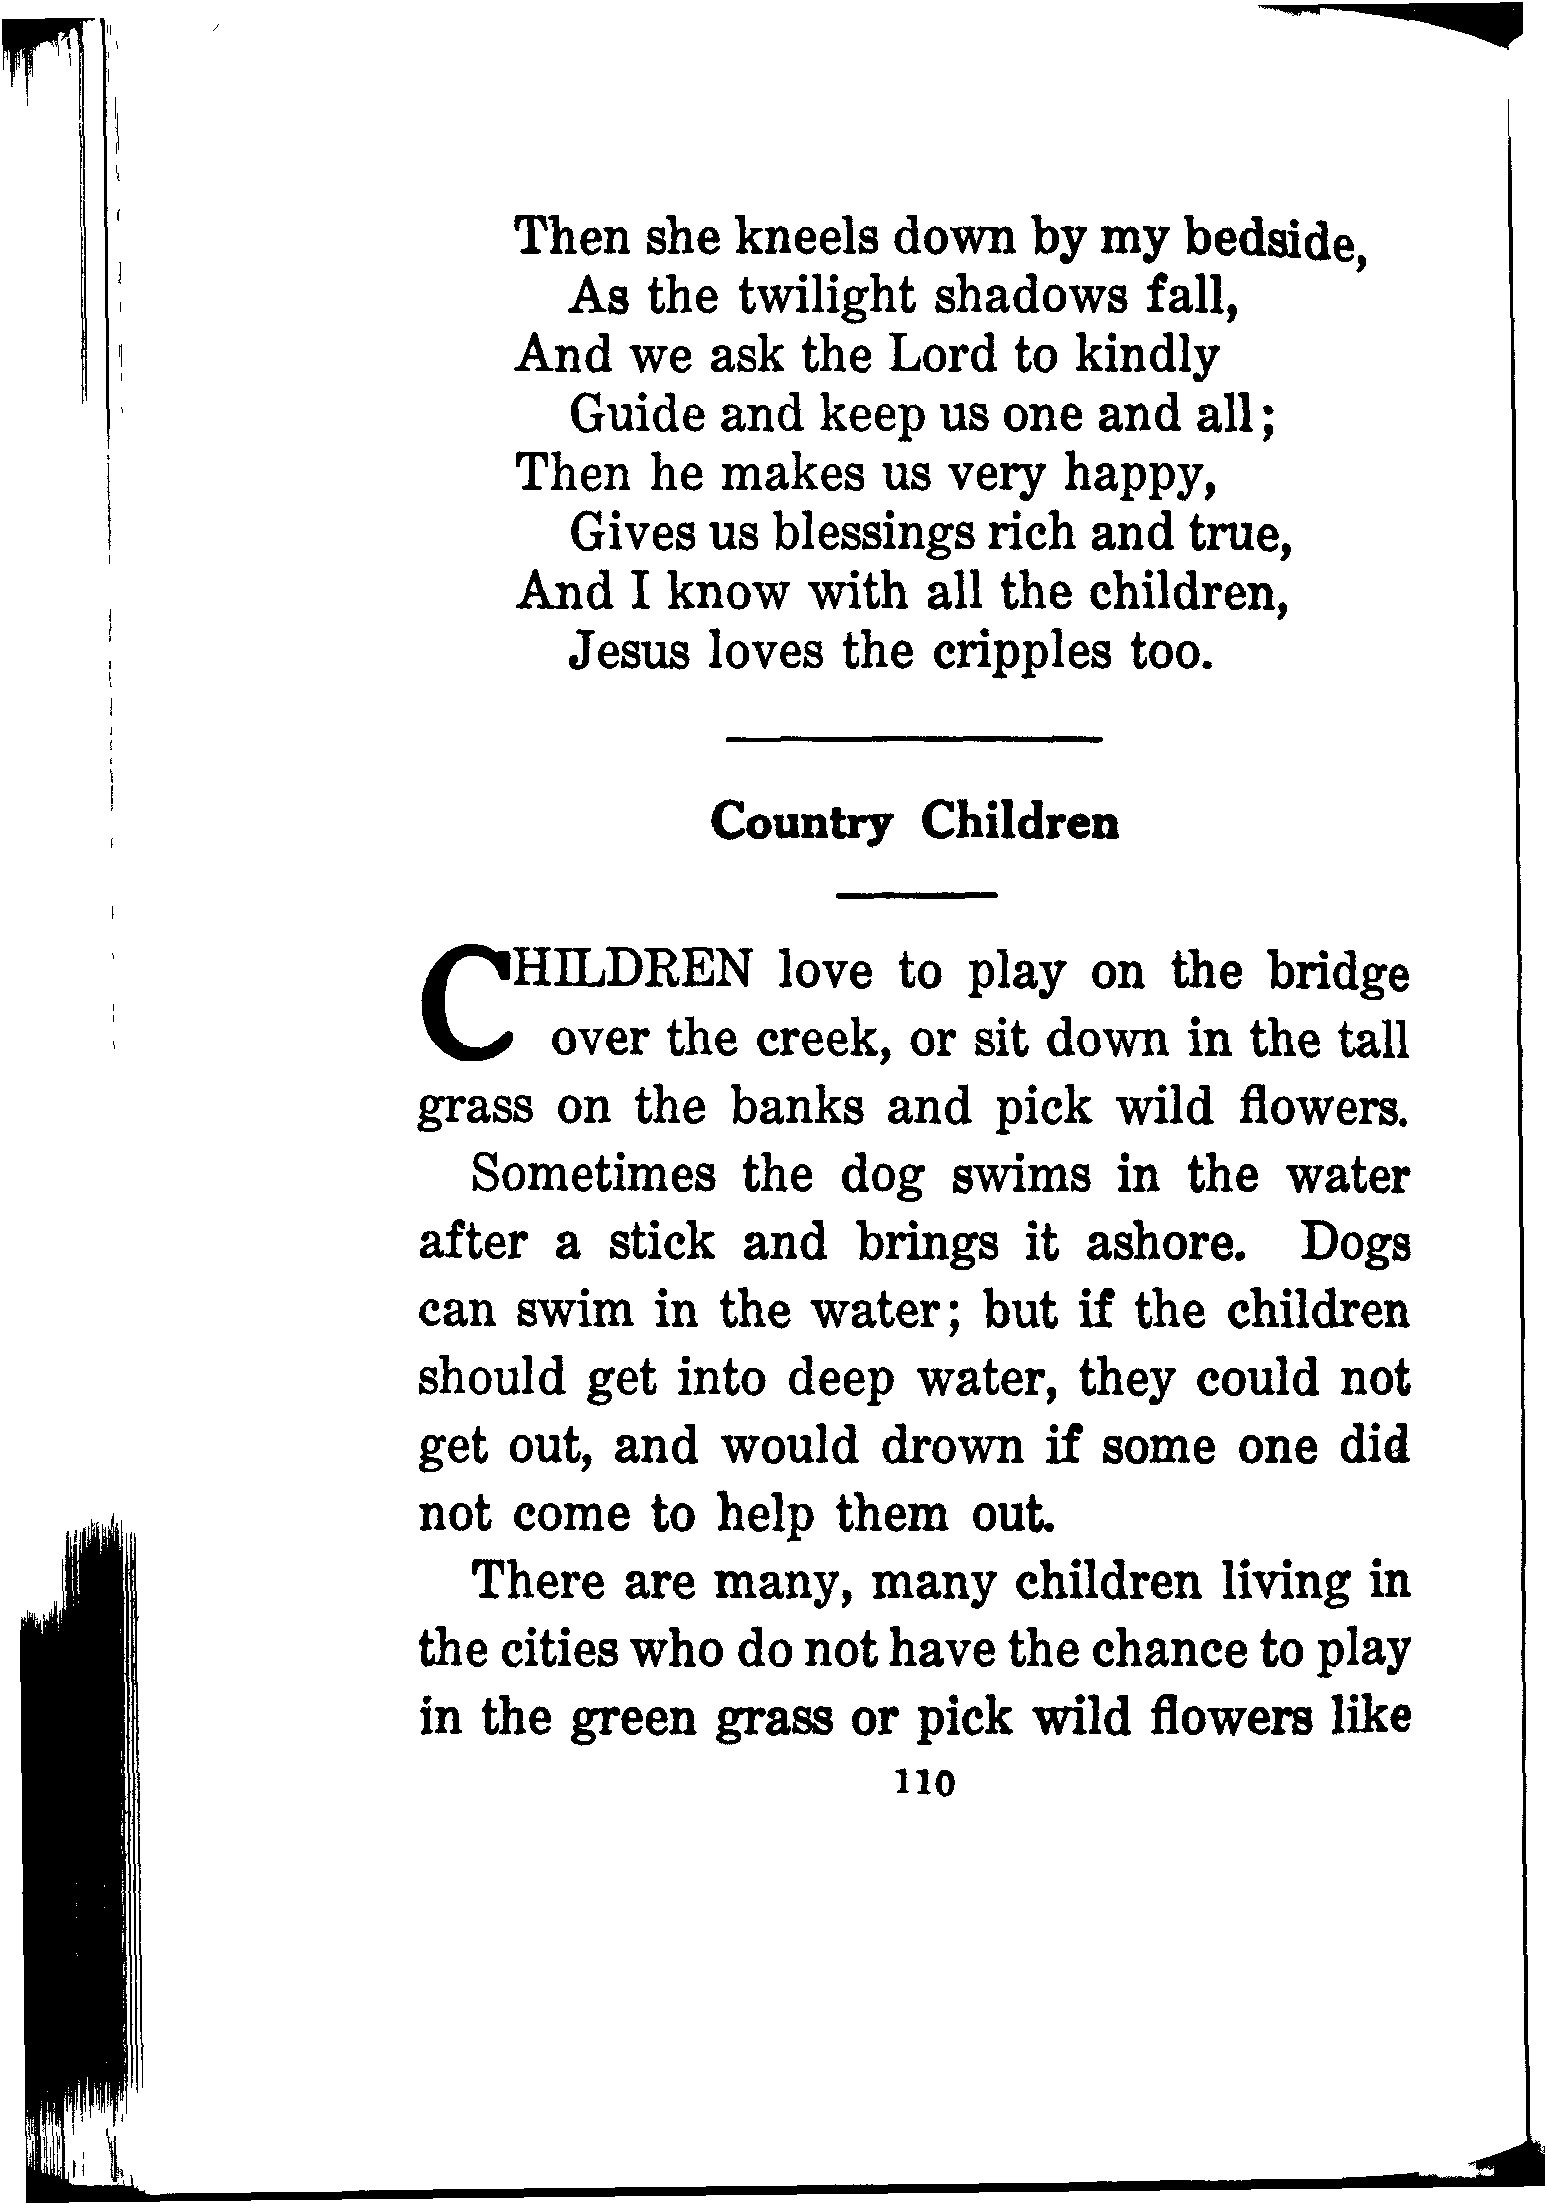 Then she kneels down by my bedside,
As the twilight shadows fall,
And we ask the Lord to kindly
Guide and keep us one and all;
Then he makes us very happy,
Gives us blessings rich and true,
And I know with all the children,
Jesus loves the cripples too.
Country Children
CHILDREN love to play on the bridge
over the creek, or sit down in the tall
grass on the banks and pick wild flowers.
Sometimes the dog swims in the water
after a stick and brings it ashore. Dogs
can swim in the water; but if the children
should get into deep water, they could not
get out, and would drown if some one did
not come to help them out.
There are many, many children living in
the cities who do not have the chance to play
in the green grass or pick wild flowers like
110